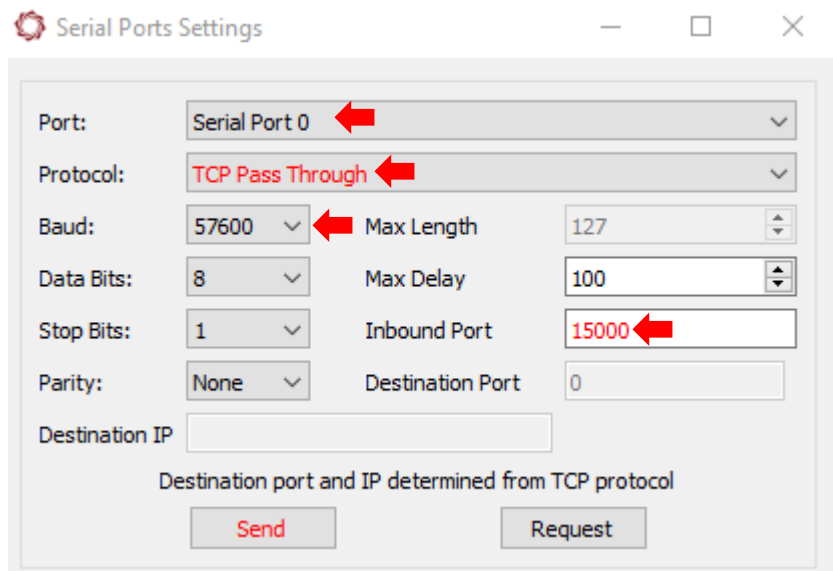 Serial Ports Settings
Port: Serial Port 0
Protocol: TCP Pass Through
Baud: 57600 Max Length 127
Data Bits: 8 Max Delay 100
Stop Bits: 1 Inbound Port 15000
Parity: None Destination Port 0
Destination IP
Destination port and IP determined from TCP protocol
Send Request